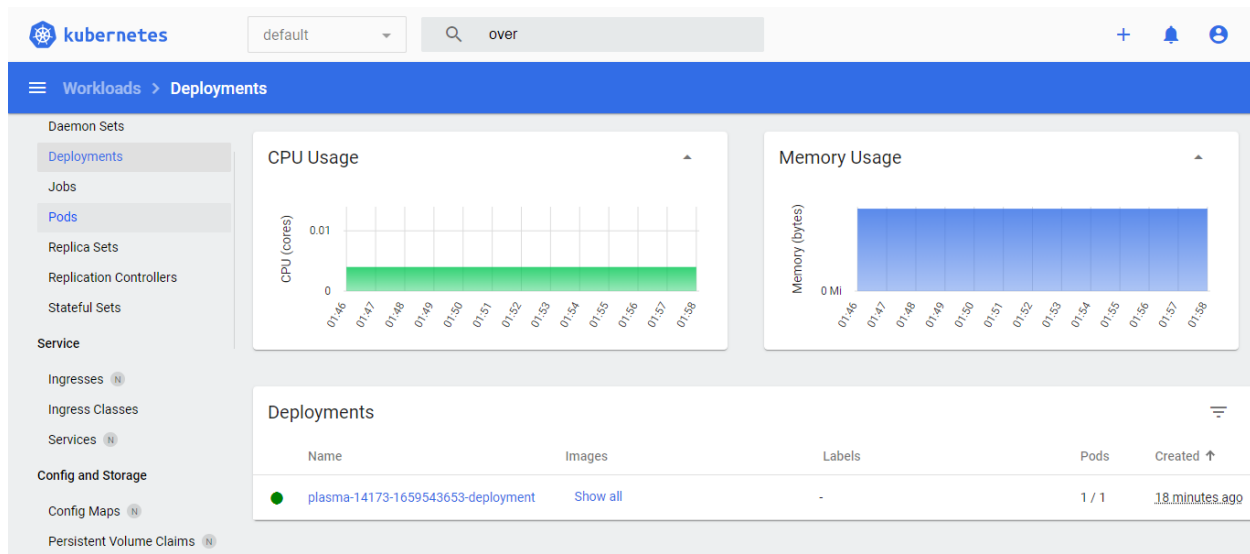 kubernetes default over
Workloads > Deployments
Daemon Sets
Deployments
Jobs
Pods
Replica Sets
Replication Controllers
Stateful Sets
Service
Ingresses N
Ingress Classes
Services N
Config and Storage
Config Maps N
Persistent Volume Claims N
CPU Usage
CPU (cores)
0.01
0
01:46 01:47 01:48 01:49 01:50 01:51 01:52 01:53 01:54 01:55 01:56 01:57 01:58
Memory Usage
Memory (bytes)
0 Mi
01:46 01:47 01:48 01:49 01:50 01:51 01:52 01:53 01:54 01:55 01:56 01:57 01:58
Deployments
Name Images Labels Pods Created ↑
plasma-14173-1659543653-deployment Show all - 1 / 1 18 minutes ago